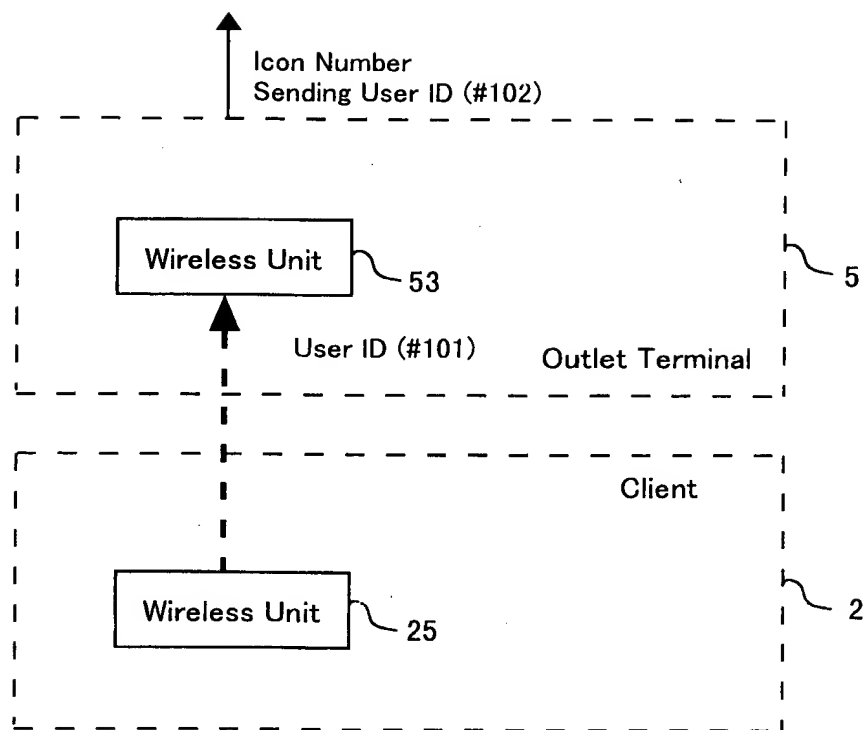 Icon Number
Sending User ID (#102)
Wireless Unit
53
5
User ID (#101)
Outlet Terminal
Client
Wireless Unit
25
2